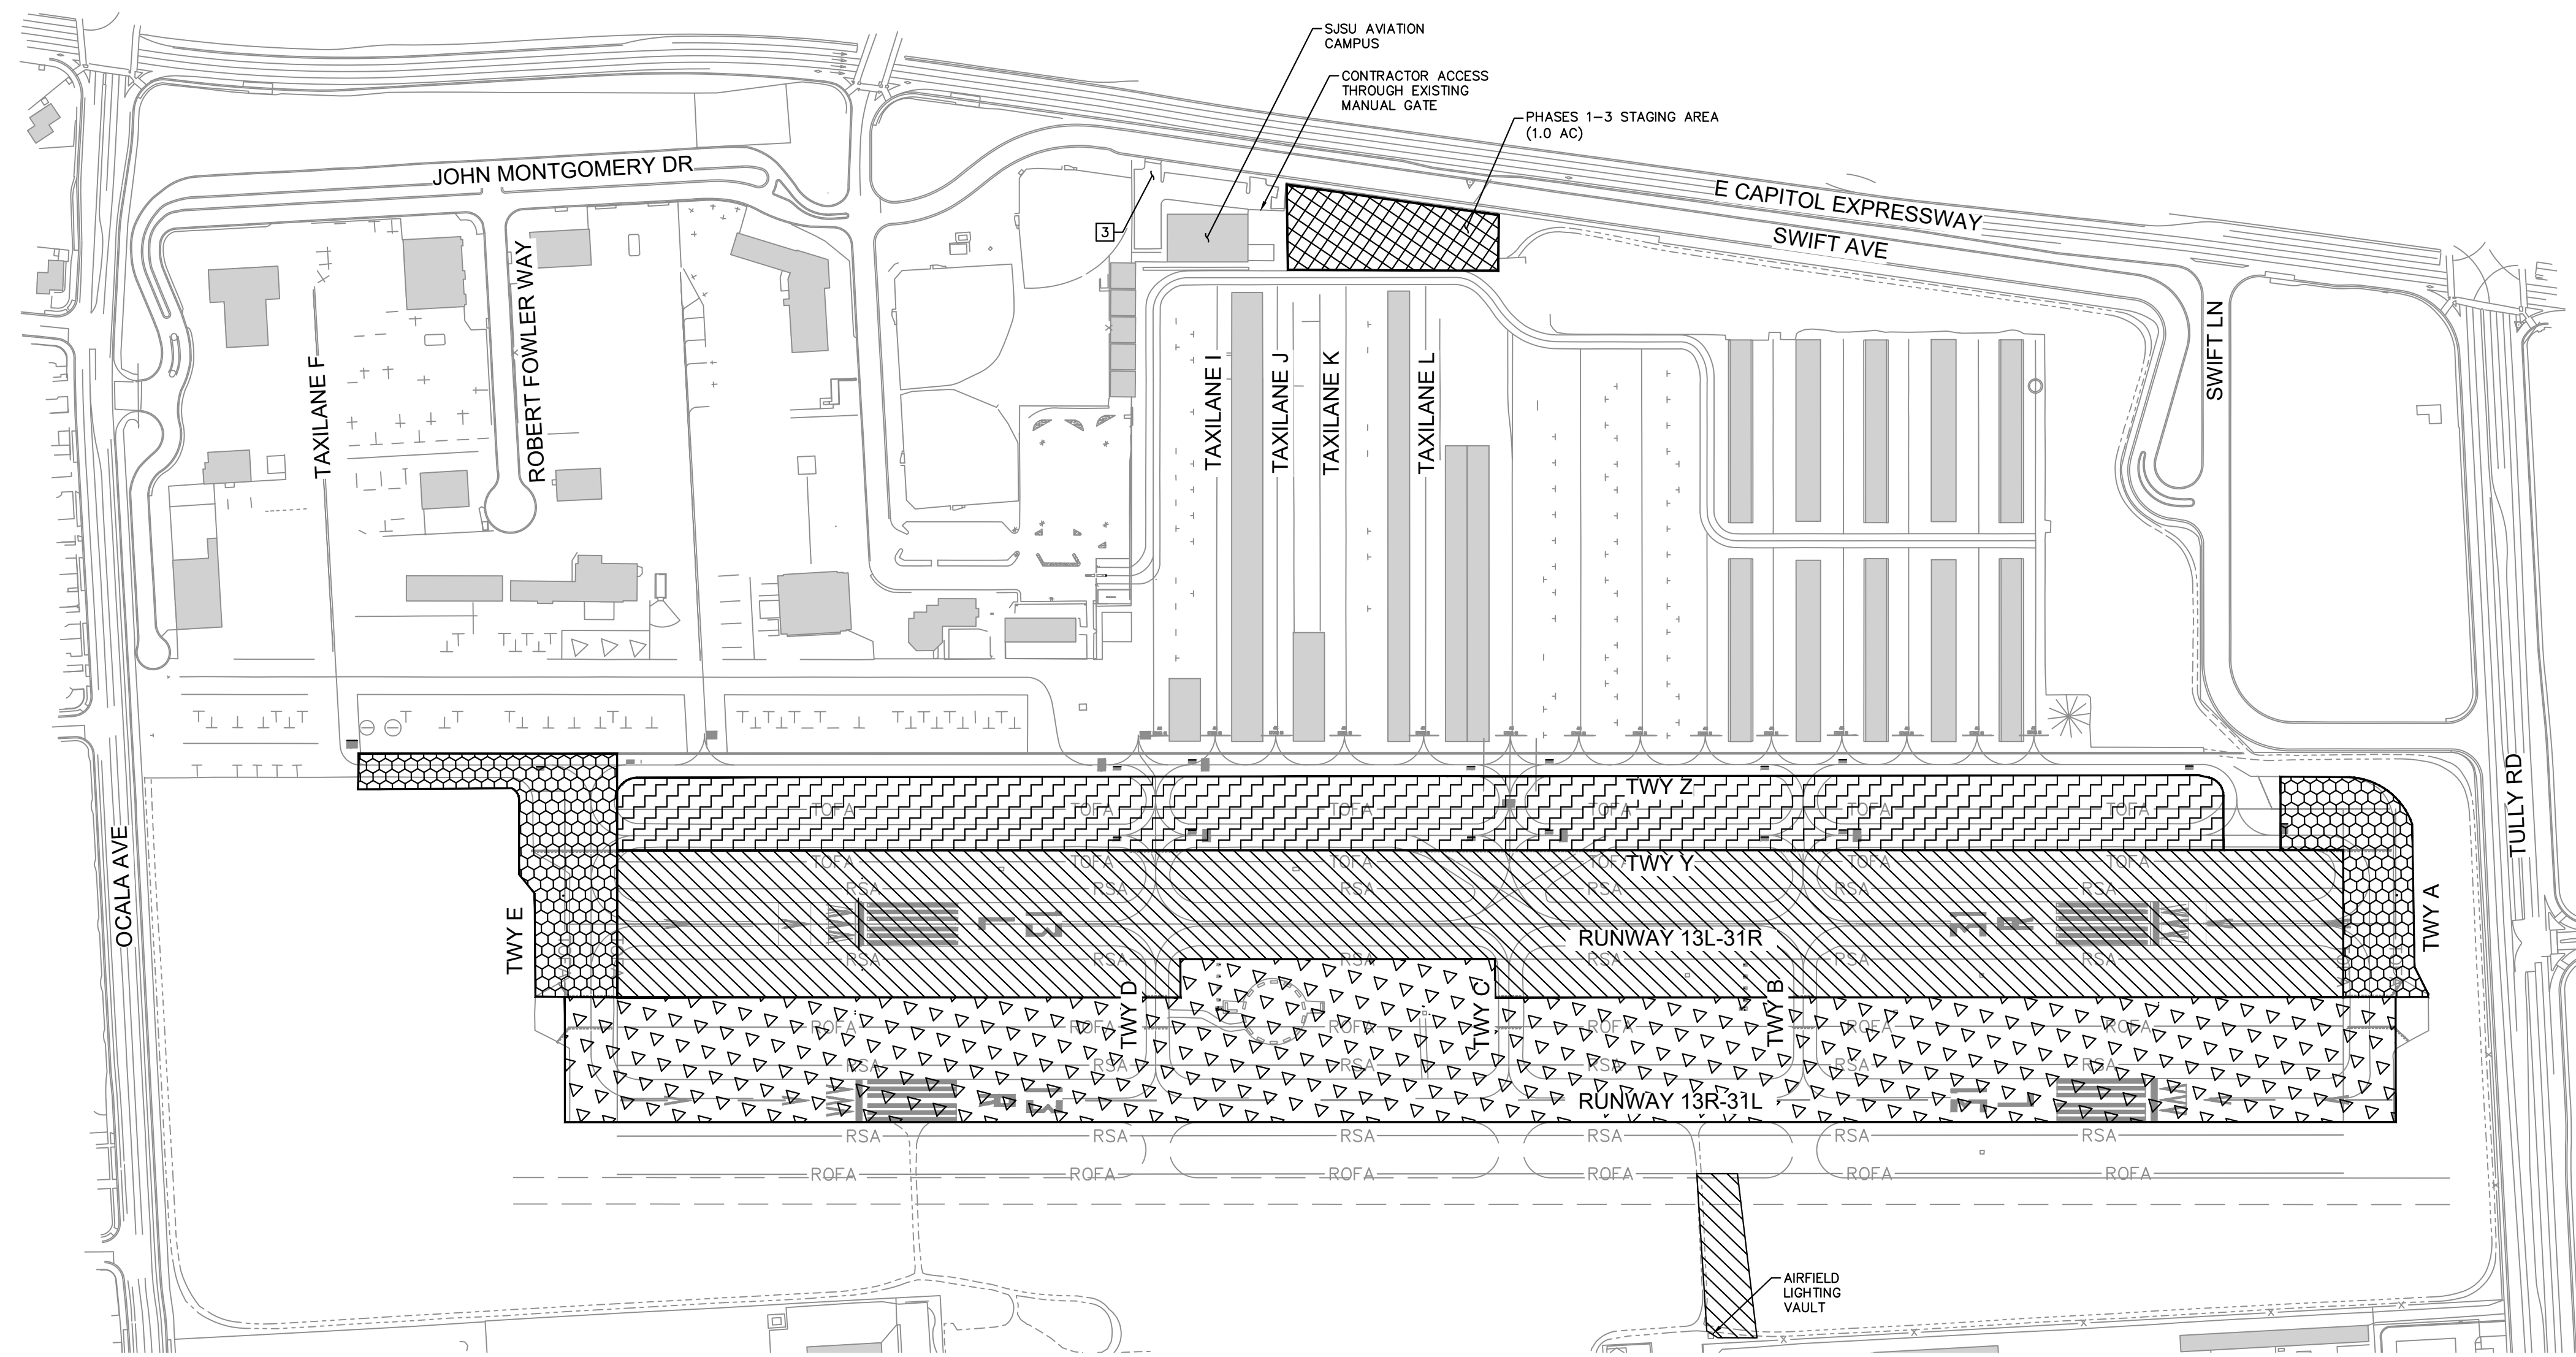 SJSU AVIATION
CAMPUS
CONTRACTOR ACCESS
THROUGH EXISTING
MANUAL GATE
PHASES 1-3 STAGING AREA
(1.0 AC)
JOHN MONTGOMERY DR
E CAPITOL EXPRESSWAY
3
SWIFT AVE
SWIFT LN
TAXILANE F
ROBERT FOWLER WAY
TAXILANE I
TAXILANE J
TAXILANE K
TAXILANE L
OCALA AVE
TULLY RD
TWY Z
TOFA TOFA TOFA TOFA TOFA TOFA
TWY Y
TOFA TOFA TOFA TOFA TOFA TOFA
RSA RSA RSA RSA RSA RSA
TWY E
TWY A
13 L
31 R
RUNWAY 13L-31R
RSA RSA RSA RSA RSA RSA
TWY D
TWY C
TWY B
ROFA ROFA ROFA ROFA ROFA ROFA
RSA RSA RSA RSA RSA RSA
13 R
31 L
RUNWAY 13R-31L
RSA RSA RSA RSA RSA RSA
ROFA ROFA ROFA ROFA ROFA ROFA
AIRFIELD
LIGHTING
VAULT